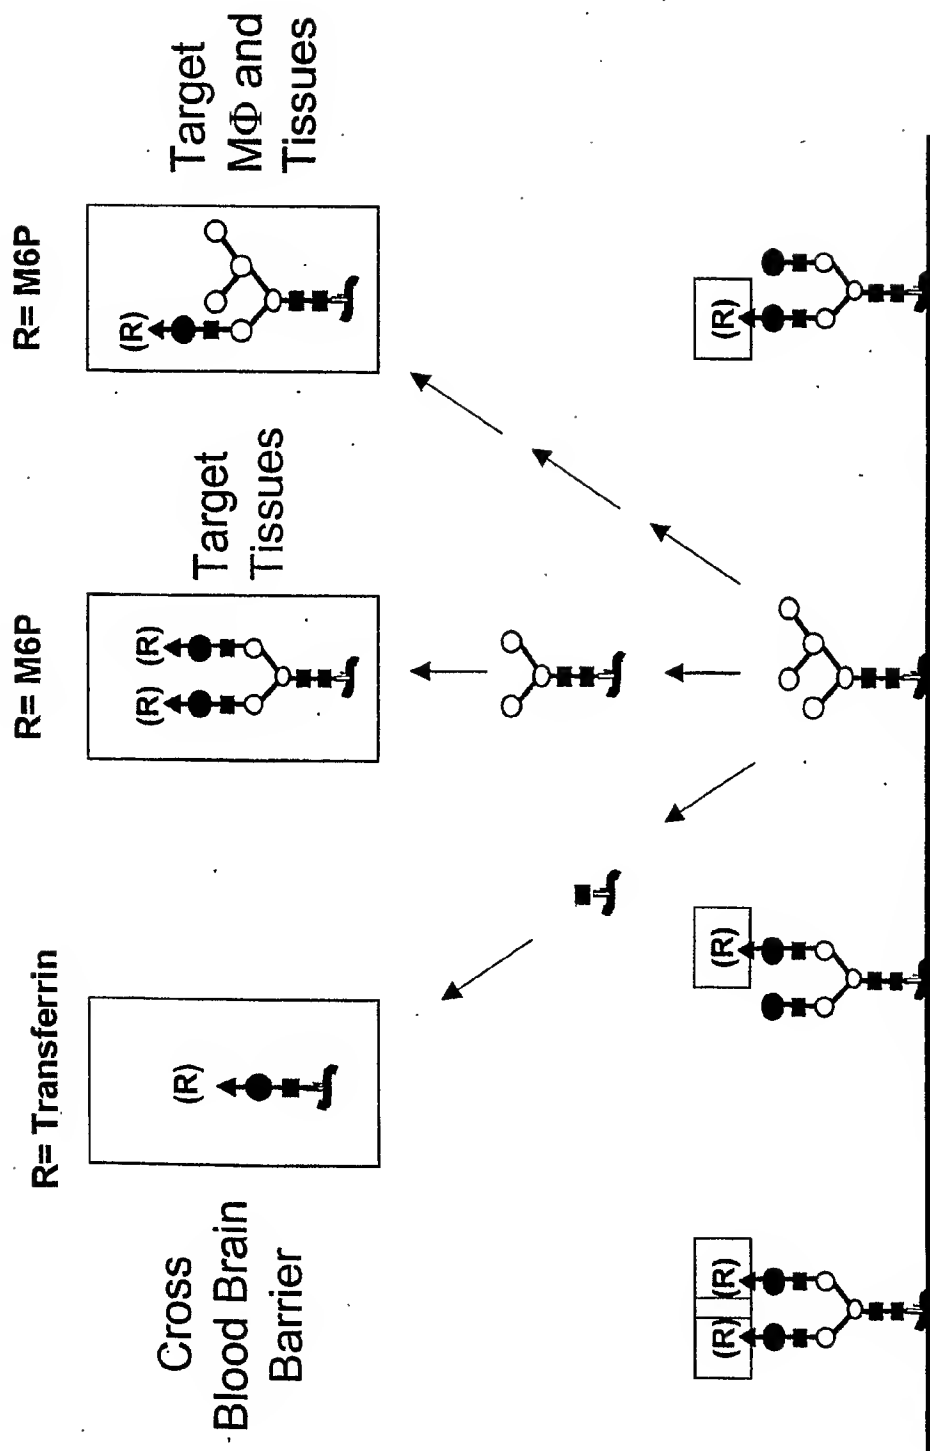 R= Transferrin
R= M6P
R= M6P
Cross
Blood Brain
Barrier
(R)
(R) (R)
Target
Tissues
(R)
Target
MΦ and
Tissues
(R) (R)
(R)
(R)